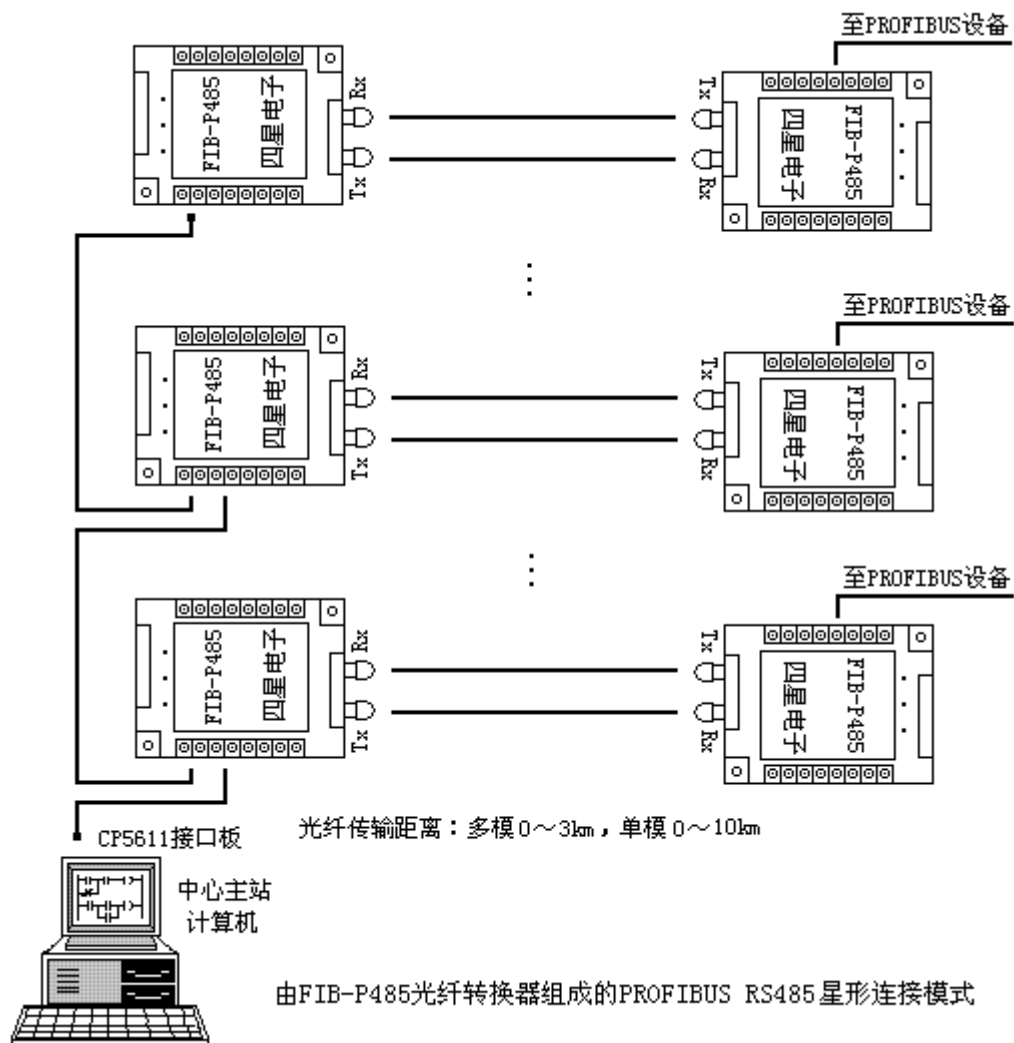 至PROFIBUS设备
FIB-P485
四星电子
Rx
Tx
Tx
Rx
四星电子
FIB-P485
至PROFIBUS设备
FIB-P485
四星电子
Rx
Tx
Tx
Rx
四星电子
FIB-P485
至PROFIBUS设备
FIB-P485
四星电子
Rx
Tx
Tx
Rx
四星电子
FIB-P485
光纤传输距离：多模0～3km，单模0～10km
CP5611接口板
中心主站
计算机
由FIB-P485光纤转换器组成的PROFIBUS RS485星形连接模式